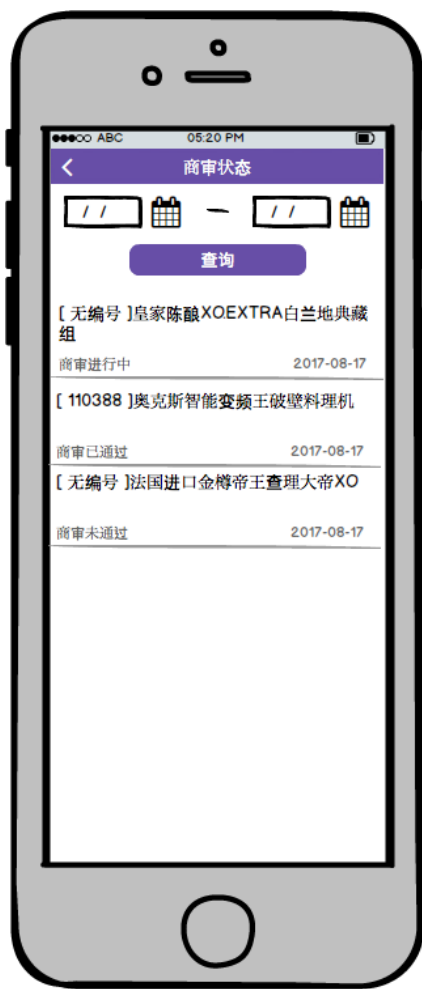 ABC 05:20 PM
商审状态
/ / — / /
查询
[ 无编号 ]皇家陈酿XO.EXTRA白兰地典藏
组
商审进行中 2017-08-17
[ 110388 ]奥克斯智能变频王破壁料理机
商审已通过 2017-08-17
[ 无编号 ]法国进口金樽帝王查理大帝XO
商审未通过 2017-08-17